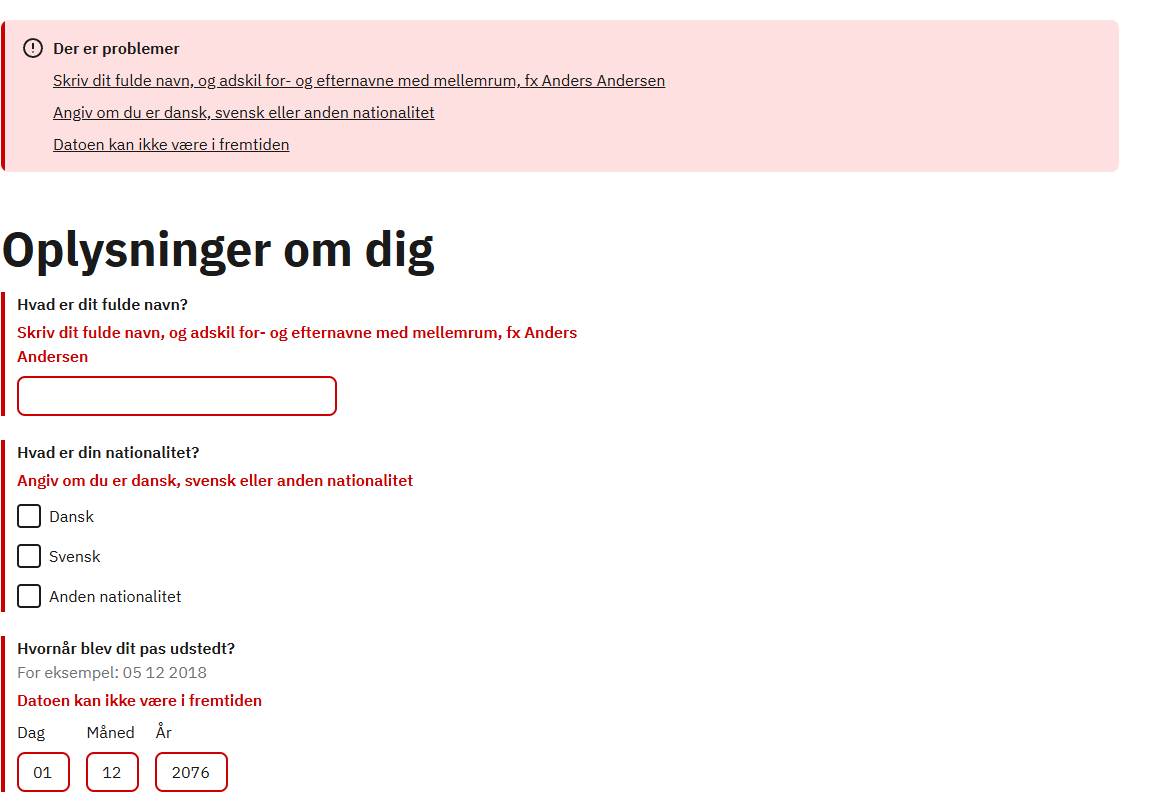 Der er problemer
Skriv dit fulde navn, og adskil for- og efternavne med mellemrum, fx Anders Andersen
Angiv om du er dansk, svensk eller anden nationalitet
Datoen kan ikke være i fremtiden
Oplysninger om dig
Hvad er dit fulde navn?
Skriv dit fulde navn, og adskil for- og efternavne med mellemrum, fx Anders
Andersen
Hvad er din nationalitet?
Angiv om du er dansk, svensk eller anden nationalitet
Dansk
Svensk
Anden nationalitet
Hvornår blev dit pas udstedt?
For eksempel: 05 12 2018
Datoen kan ikke være i fremtiden
Dag Måned År
01 12 2076